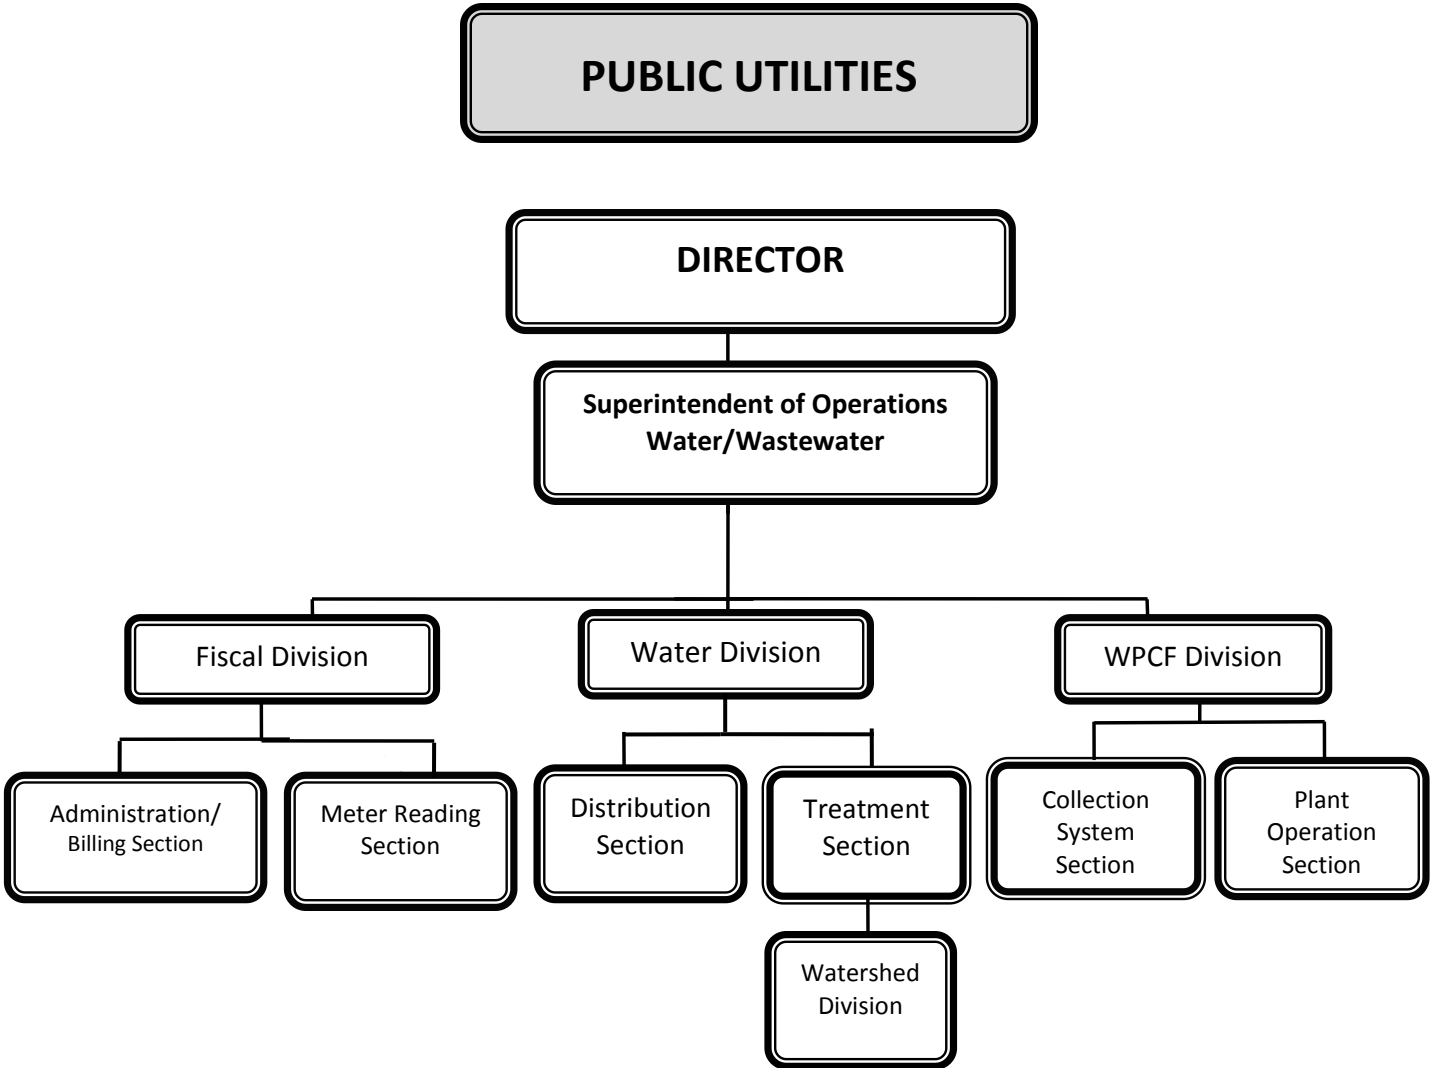 PUBLIC UTILITIES
DIRECTOR
Superintendent of Operations
Water/Wastewater
Fiscal Division
Water Division
WPCF Division
Administration/
Billing Section
Meter Reading
Section
Distribution
Section
Treatment
Section
Collection
System
Section
Plant
Operation
Section
Watershed
Division